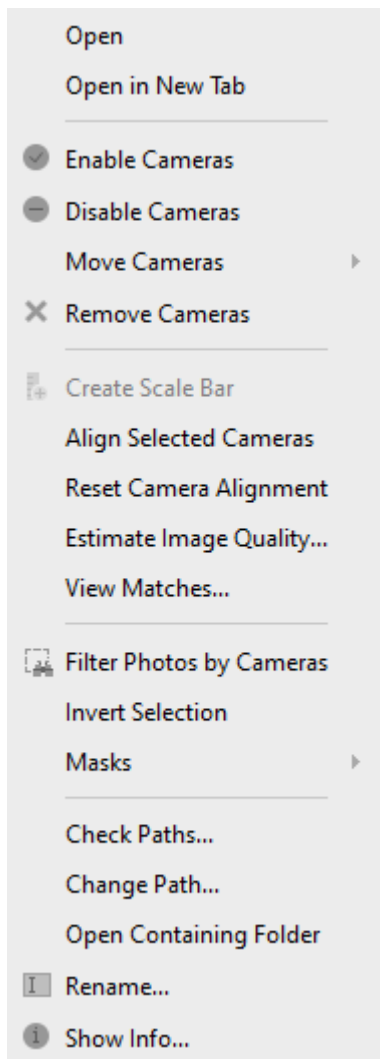 Open
Open in New Tab
Enable Cameras
Disable Cameras
Move Cameras
Remove Cameras
Create Scale Bar
Align Selected Cameras
Reset Camera Alignment
Estimate Image Quality...
View Matches...
Filter Photos by Cameras
Invert Selection
Masks
Check Paths...
Change Path...
Open Containing Folder
Rename...
Show Info...